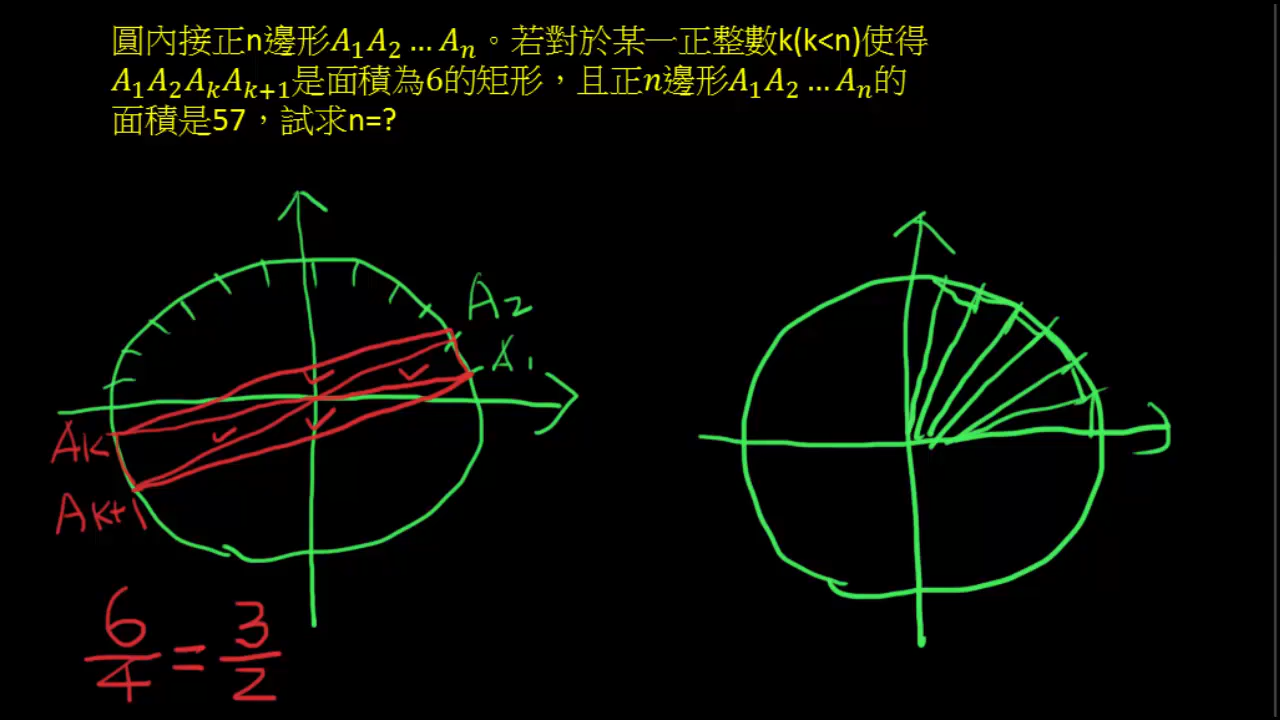 圓內接正n邊形A₁A₂…Aₙ。若對於某一正整數k(k<n)使得
A₁A₂AₖAₖ₊₁是面積為6的矩形，且正n邊形A₁A₂…Aₙ的
面積是57，試求n=?
A₂
A₁
Aₖ
Aₖ₊₁
6/4 = 3/2